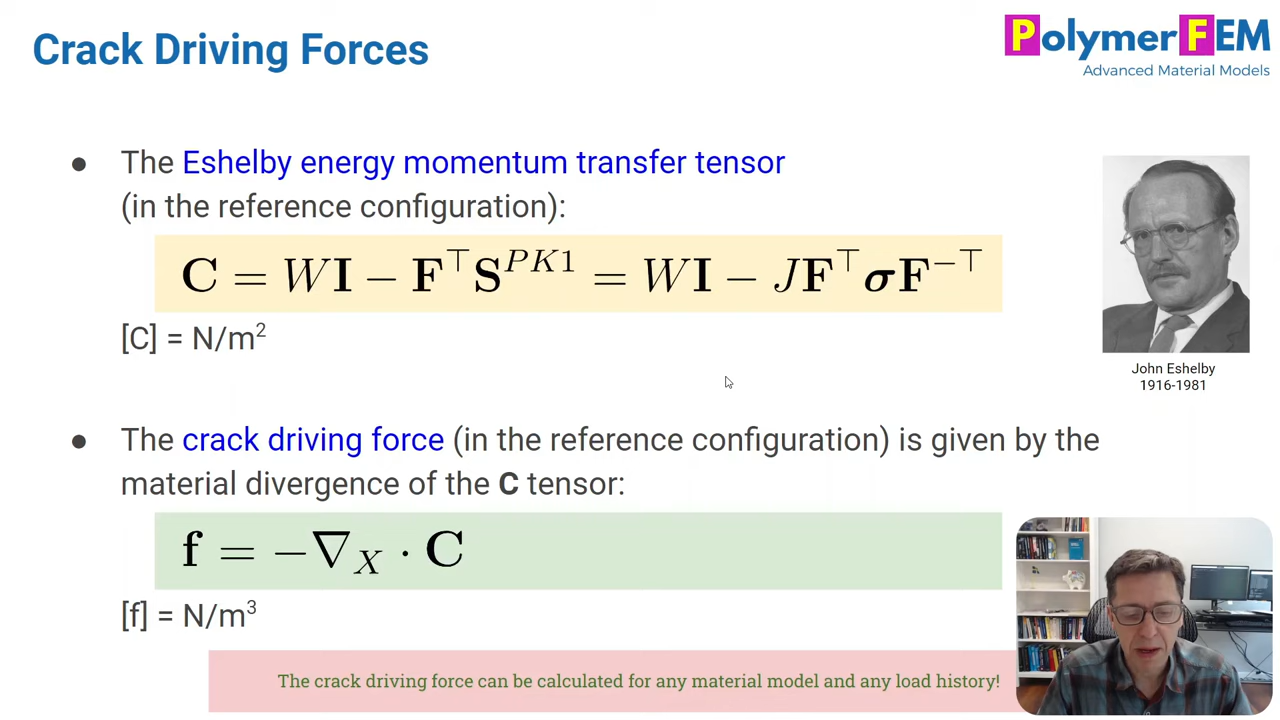 Crack Driving Forces
PolymerFEM
Advanced Material Models
● The Eshelby energy momentum transfer tensor
(in the reference configuration):
C = WI − F^⊤ S^{PK1} = WI − JF^⊤ σF^{−⊤}
[C] = N/m²
John Eshelby
1916-1981
● The crack driving force (in the reference configuration) is given by the
material divergence of the C tensor:
f = −∇_X · C
[f] = N/m³
The crack driving force can be calculated for any material model and any load history!